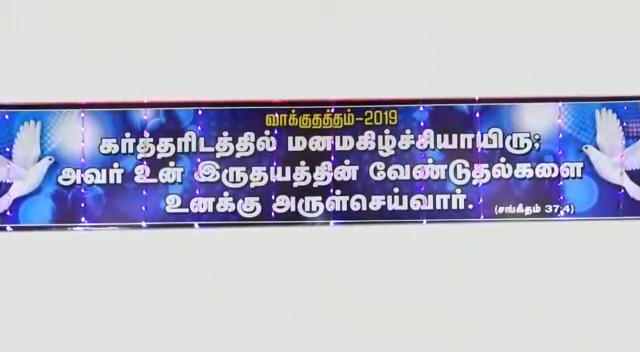 வாக்குதத்தம்-2019
கர்த்தரிடத்தில் மனமகிழ்ச்சியாயிரு;
அவர் உன் இருதயத்தின் வேண்டுதல்களை
உனக்கு அருள்செய்வார். (சங்கீதம் 37:4)